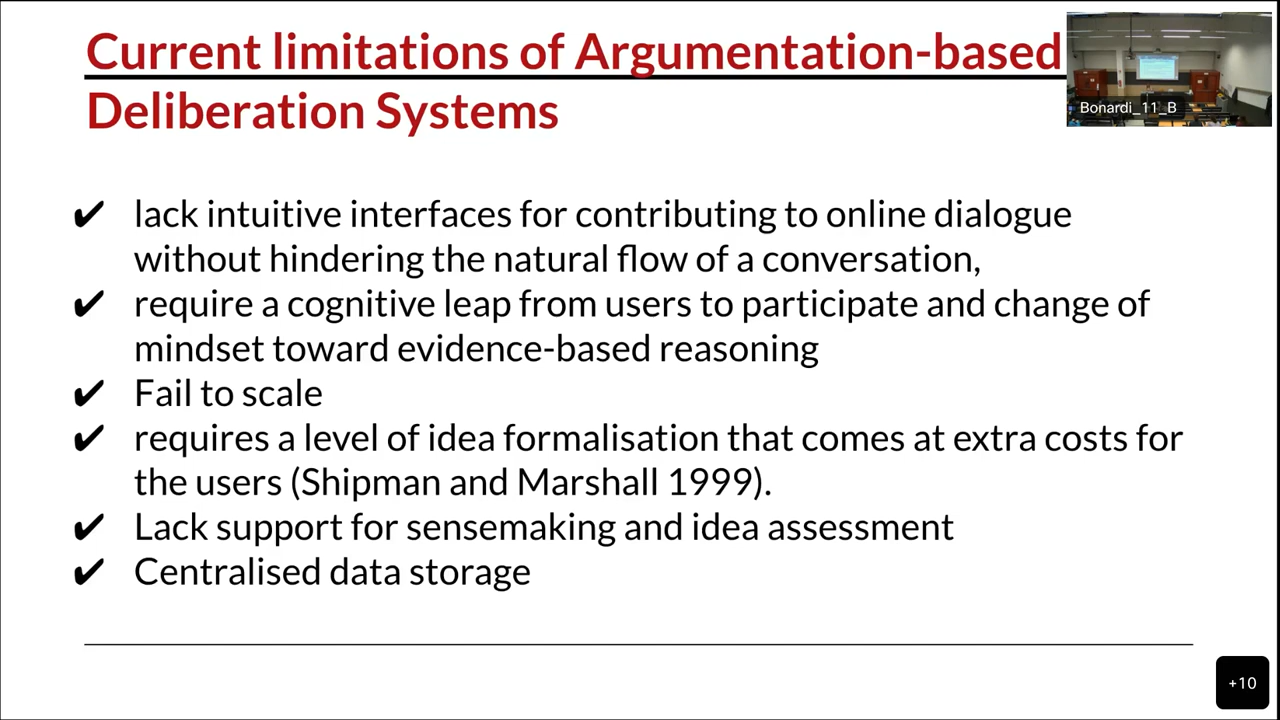 Current limitations of Argumentation-based
Deliberation Systems
Bonardi_11_B
✔ lack intuitive interfaces for contributing to online dialogue
without hindering the natural flow of a conversation,
✔ require a cognitive leap from users to participate and change of
mindset toward evidence-based reasoning
✔ Fail to scale
✔ requires a level of idea formalisation that comes at extra costs for
the users (Shipman and Marshall 1999).
✔ Lack support for sensemaking and idea assessment
✔ Centralised data storage
+10